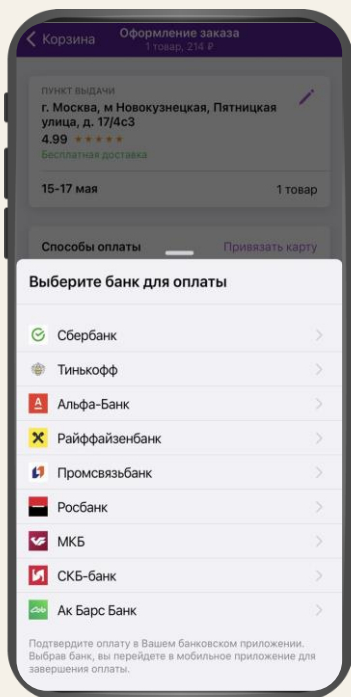 Корзина
Оформление заказа
1 товар, 214 ₽
ПУНКТ ВЫДАЧИ
г. Москва, м Новокузнецкая, Пятницкая
улица, д. 17/4с3
4.99 ★★★★★
Бесплатная доставка
15-17 мая 1 товар
Способы оплаты Привязать карту
Выберите банк для оплаты
Сбербанк
Тинькофф
А Альфа-Банк
Райффайзенбанк
Промсвязьбанк
Росбанк
МКБ
СКБ-банк
Ак Барс Банк
Подтвердите оплату в Вашем банковском приложении.
Выбрав банк, вы перейдете в мобильное приложение для
завершения оплаты.